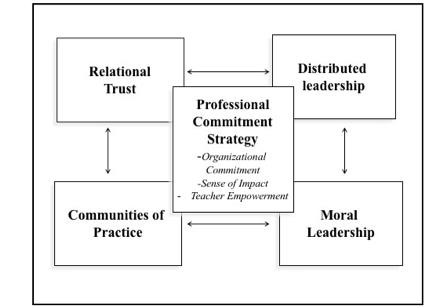 Relational
Trust
Distributed
leadership
Professional
Commitment
Strategy
-Organizational
Commitment
-Sense of Impact
- Teacher Empowerment
Communities of
Practice
Moral
Leadership